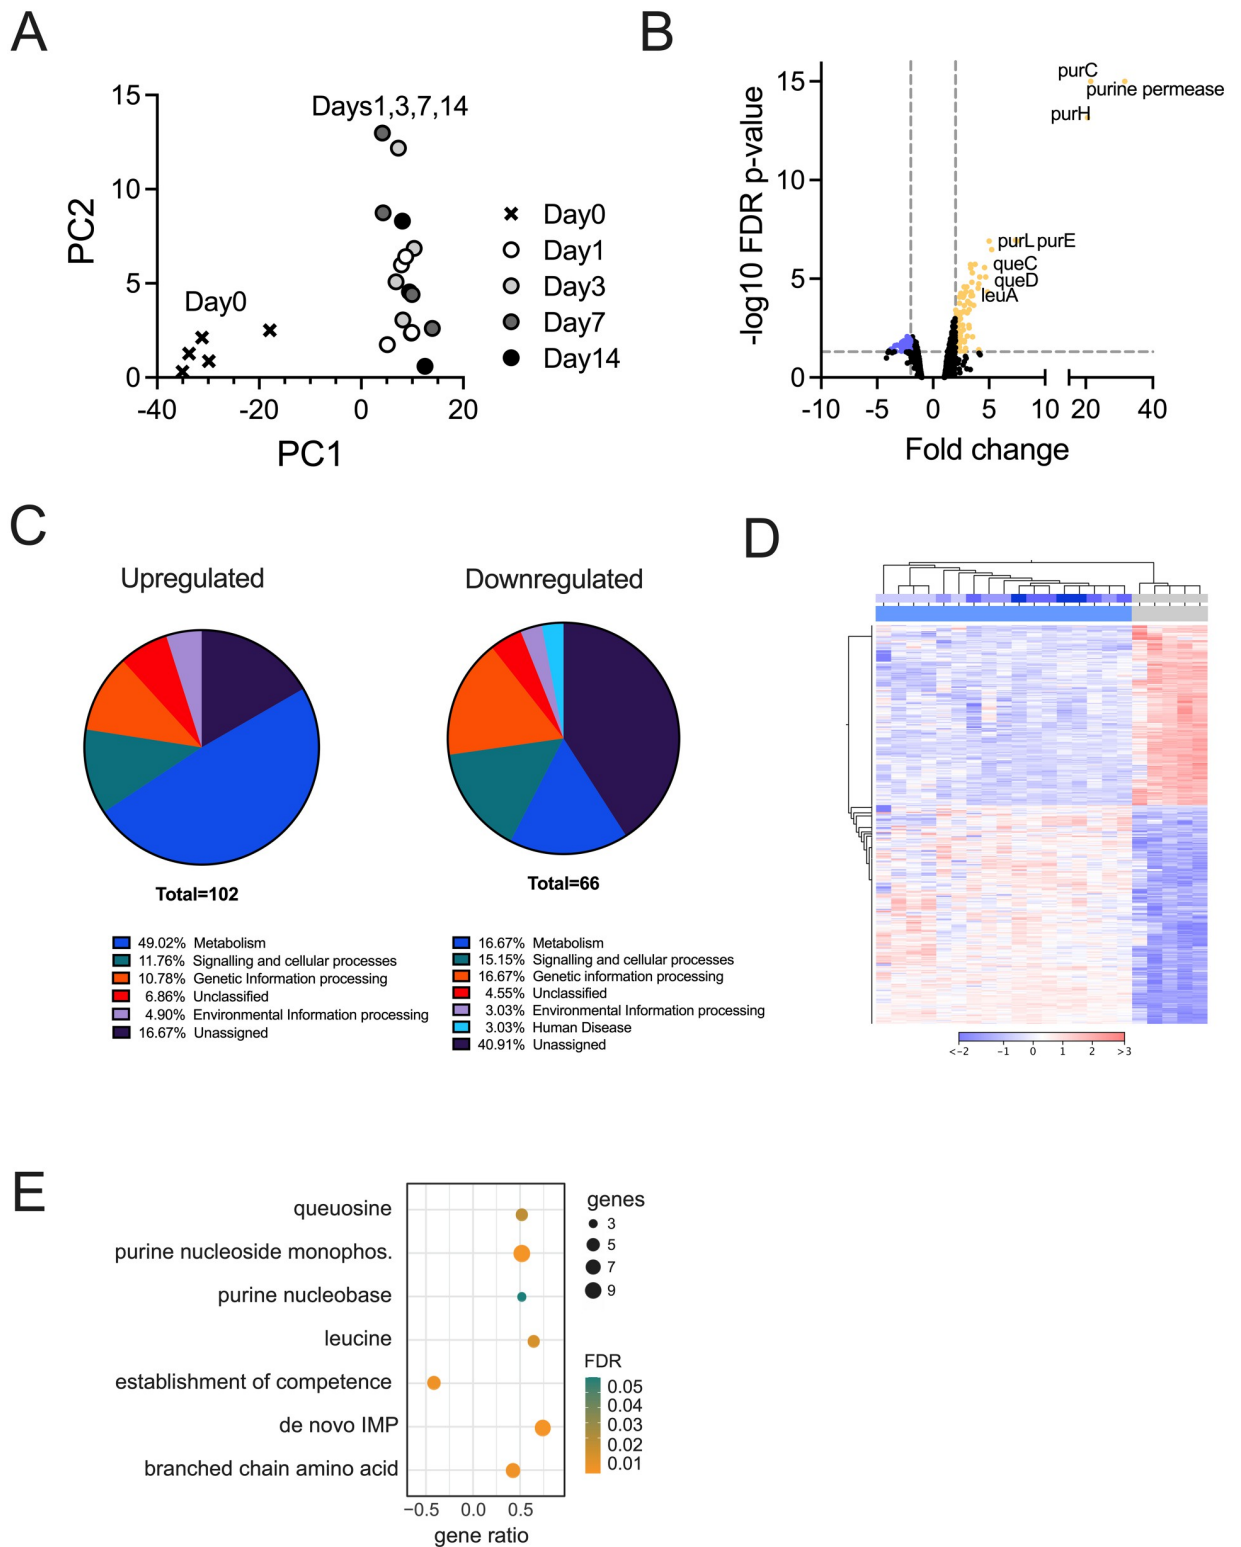 A
15
10
5
0
PC2
-40
-20
0
20
PC1
Days1,3,7,14
Day0
Day0
Day1
Day3
Day7
Day14
B
15
10
5
0
-log10 FDR p-value
-10
-5
0
5
10
20
40
Fold change
purC
purine permease
purH
purL purE
queC
queD
leuA
C
Upregulated
Total=102
49.02% Metabolism
11.76% Signalling and cellular processes
10.78% Genetic Information processing
6.86% Unclassified
4.90% Environmental Information processing
16.67% Unassigned
Downregulated
Total=66
16.67% Metabolism
15.15% Signalling and cellular processes
16.67% Genetic information processing
4.55% Unclassified
3.03% Environmental Information processing
3.03% Human Disease
40.91% Unassigned
D
<-2
-1
0
1
2
>3
E
queuosine
purine nucleoside monophos.
purine nucleobase
leucine
establishment of competence
de novo IMP
branched chain amino acid
−0.5
0.0
0.5
gene ratio
genes
3
5
7
9
FDR
0.05
0.04
0.03
0.02
0.01